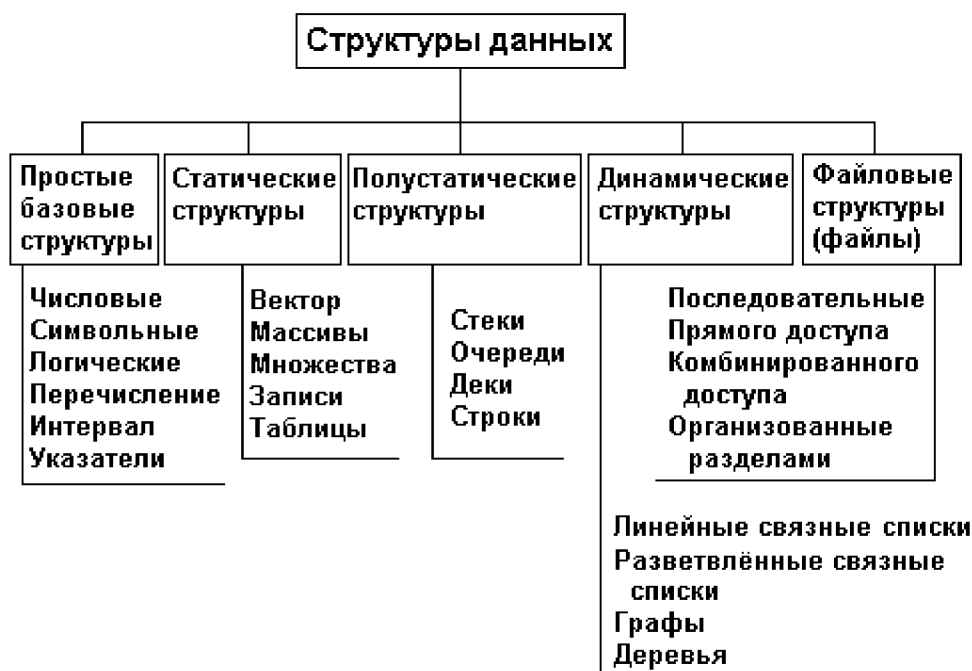 Структуры данных
Простые
базовые
структуры
Статические
структуры
Полустатические
структуры
Динамические
структуры
Файловые
структуры
(файлы)
Числовые
Символьные
Логические
Перечисление
Интервал
Указатели
Вектор
Массивы
Множества
Записи
Таблицы
Стеки
Очереди
Деки
Строки
Последовательные
Прямого доступа
Комбинированного
доступа
Организованные
разделами
Линейные связные списки
Разветвлённые связные
списки
Графы
Деревья